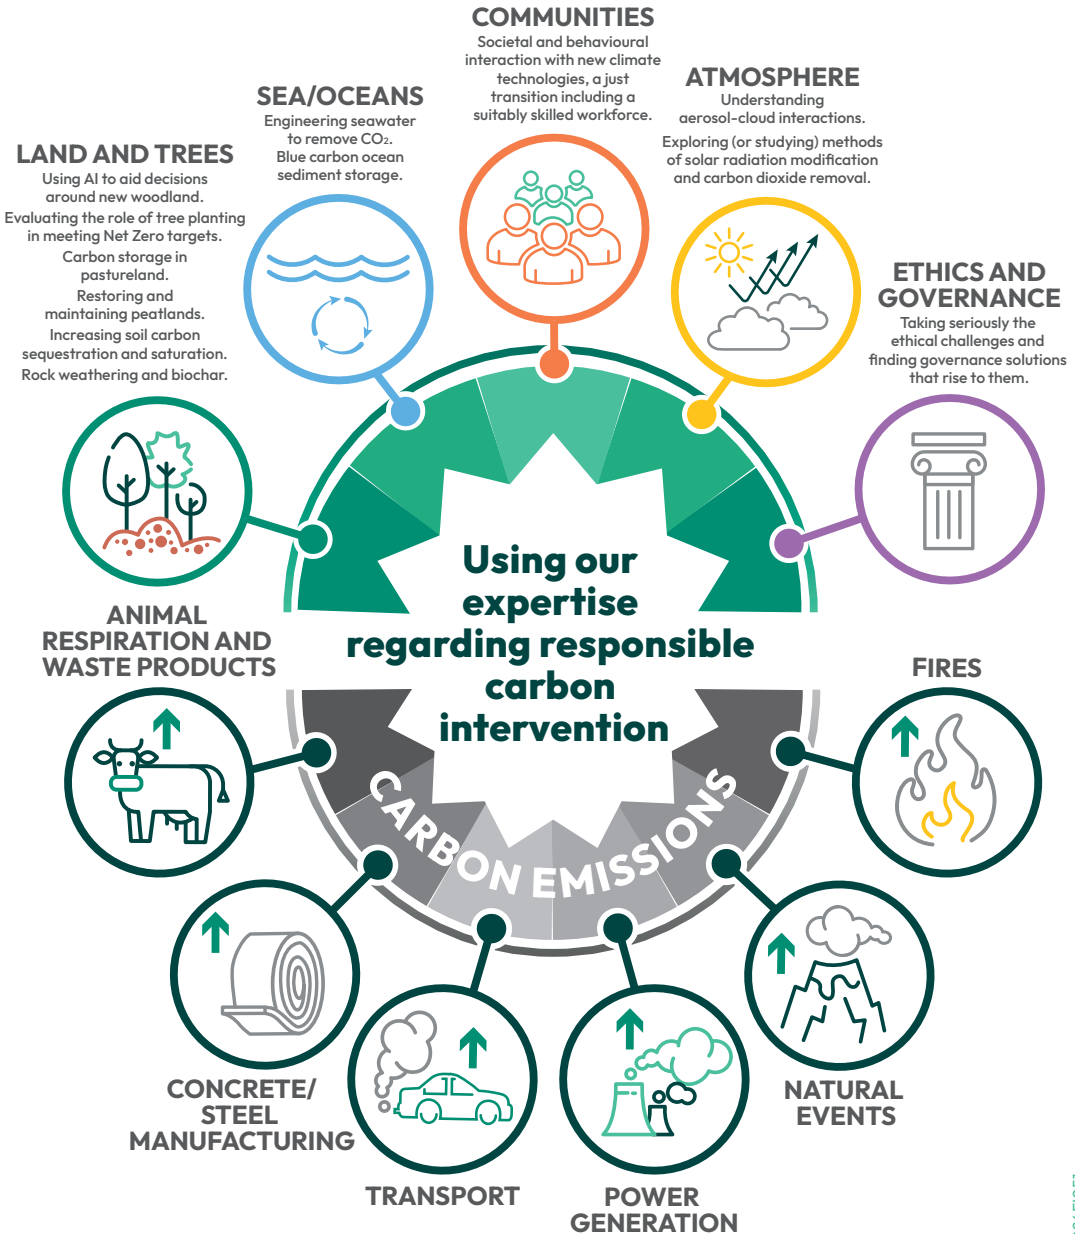 COMMUNITIES
Societal and behavioural
interaction with new climate
technologies, a just
transition including a
suitably skilled workforce.
ATMOSPHERE
Understanding
aerosol-cloud interactions.
Exploring (or studying) methods
of solar radiation modification
and carbon dioxide removal.
SEA/OCEANS
Engineering seawater
to remove CO₂.
Blue carbon ocean
sediment storage.
LAND AND TREES
Using AI to aid decisions
around new woodland.
Evaluating the role of tree planting
in meeting Net Zero targets.
Carbon storage in
pastureland.
Restoring and
maintaining peatlands.
Increasing soil carbon
sequestration and saturation.
Rock weathering and biochar.
ETHICS AND
GOVERNANCE
Taking seriously the
ethical challenges and
finding governance solutions
that rise to them.
Using our
expertise
regarding responsible
carbon
intervention
ANIMAL
RESPIRATION AND
WASTE PRODUCTS
FIRES
CARBON EMISSIONS
CONCRETE/
STEEL
MANUFACTURING
NATURAL
EVENTS
TRANSPORT
POWER
GENERATION